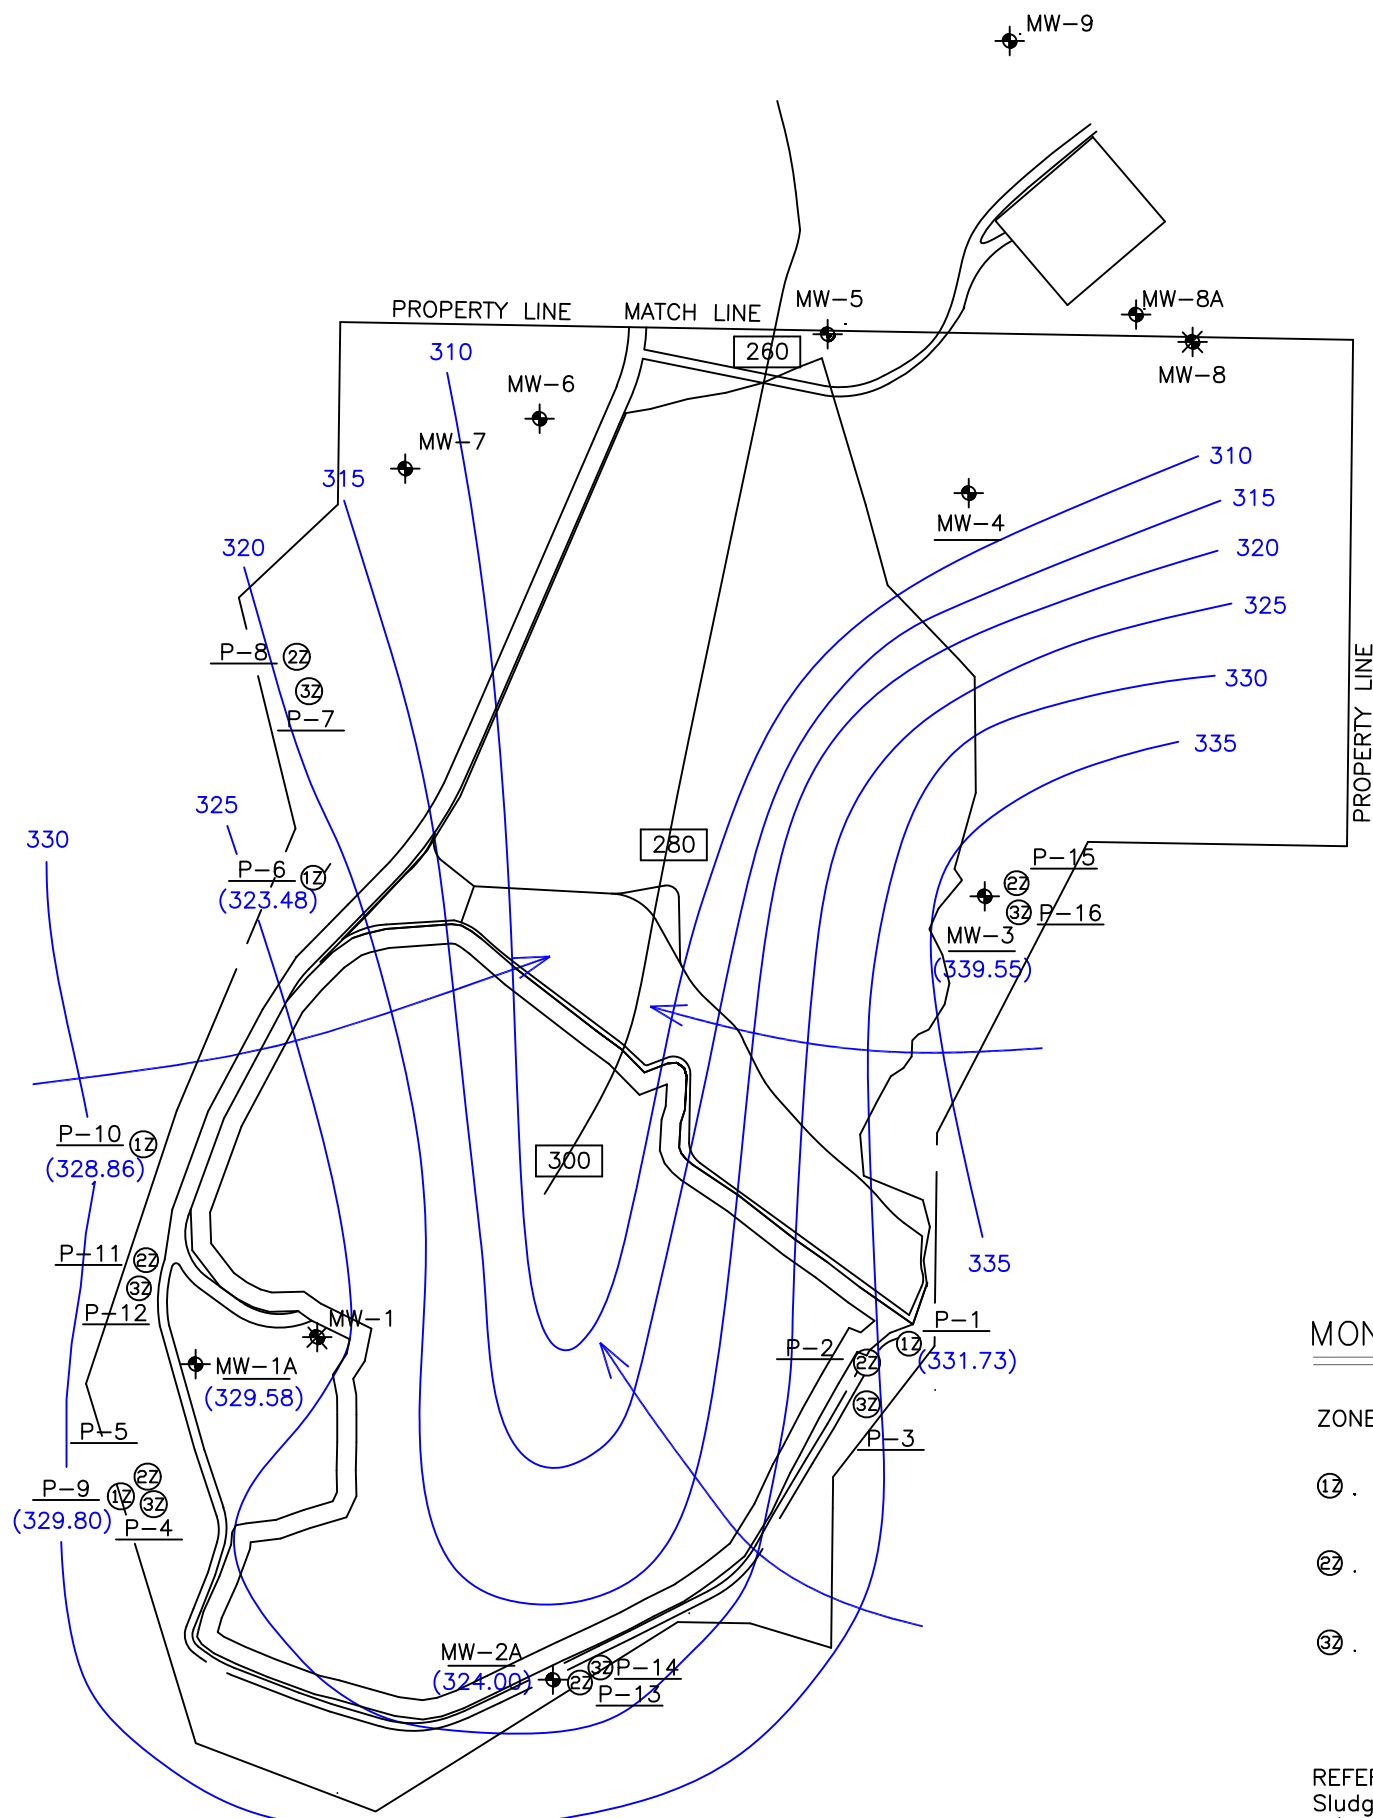 MW-9
MW-5
MW-8A
PROPERTY LINE
MATCH LINE
260
310
MW-6
MW-8
MW-7
310
315
315
MW-4
320
320
325
P-8 2Z
330
3Z
P-7
335
PROPERTY LINE
325
330
280
P-15
P-6 1Z
2Z
(323.48)
3Z P-16
MW-3
(339.55)
P-10 1Z
300
(328.86)
P-11 2Z
335
3Z
P-12
MW-1
P-1
MON
P-2
1Z
2Z
(331.73)
MW-1A
(329.58)
3Z
ZONE
P-5
P-3
2Z
P-9 1Z
1Z .
3Z
(329.80)
P-4
2Z .
3Z .
MW-2A
3Z P-14
(324.00)
2Z P-13
REFER
Sludg